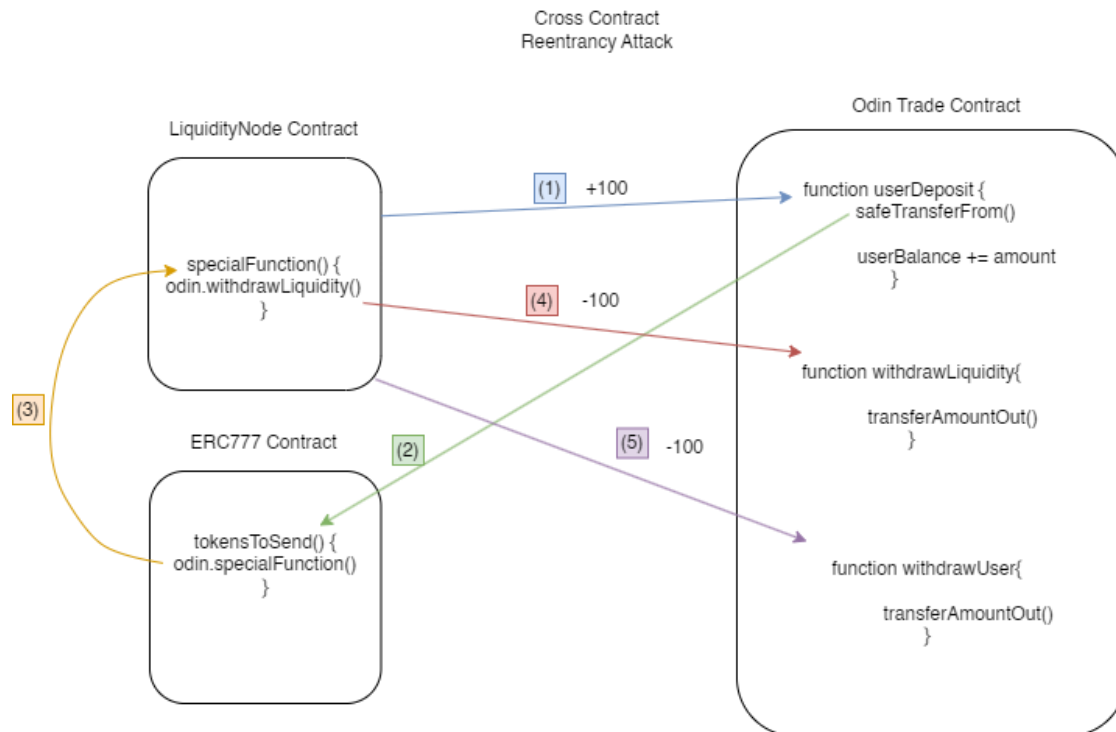 Cross Contract
Reentrancy Attack
LiquidityNode Contract
specialFunction() {
odin.withdrawLiquidity()
}
(3)
ERC777 Contract
tokensToSend() {
odin.specialFunction()
}
(1) +100
(4) -100
(2)
(5) -100
Odin Trade Contract
function userDeposit {
safeTransferFrom()
userBalance += amount
}
function withdrawLiquidity{
transferAmountOut()
}
function withdrawUser{
transferAmountOut()
}